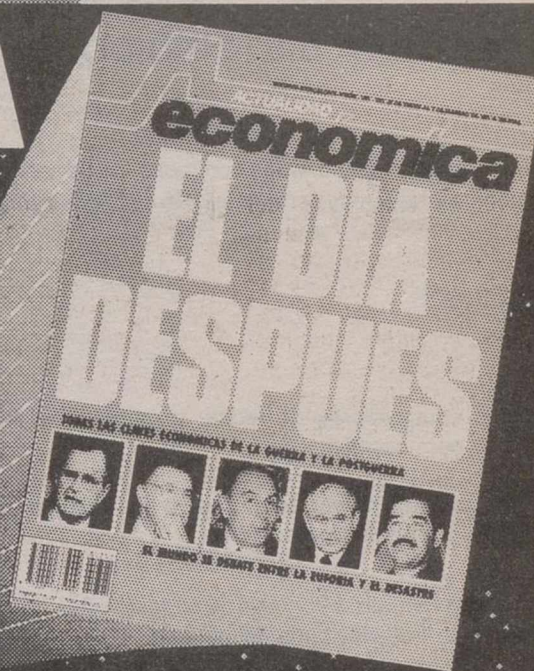 ACTUALIDAD
economica
EL DIA
DESPUES
TODAS LAS CLAVES ECONOMICAS DE LA GUERRA Y LA POSTGUERRA
EL MUNDO SE DEBATE ENTRE LA EUFORIA Y EL DESASTRE